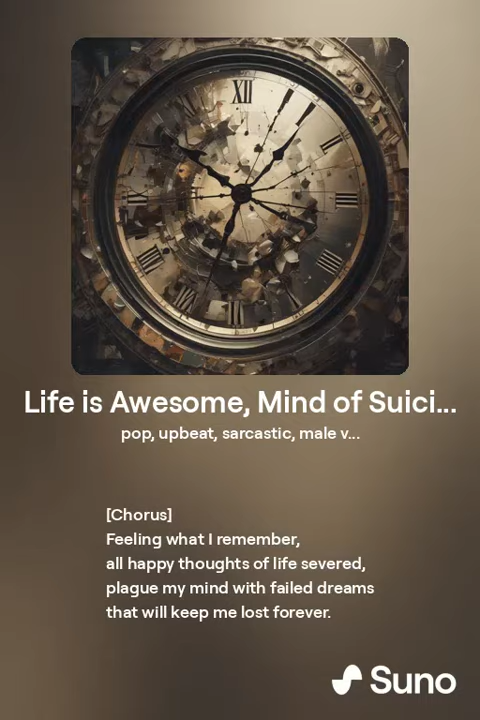 XII
Life is Awesome, Mind of Suici...
pop, upbeat, sarcastic, male v...
[Chorus]
Feeling what I remember,
all happy thoughts of life severed,
plague my mind with failed dreams
that will keep me lost forever.
Suno